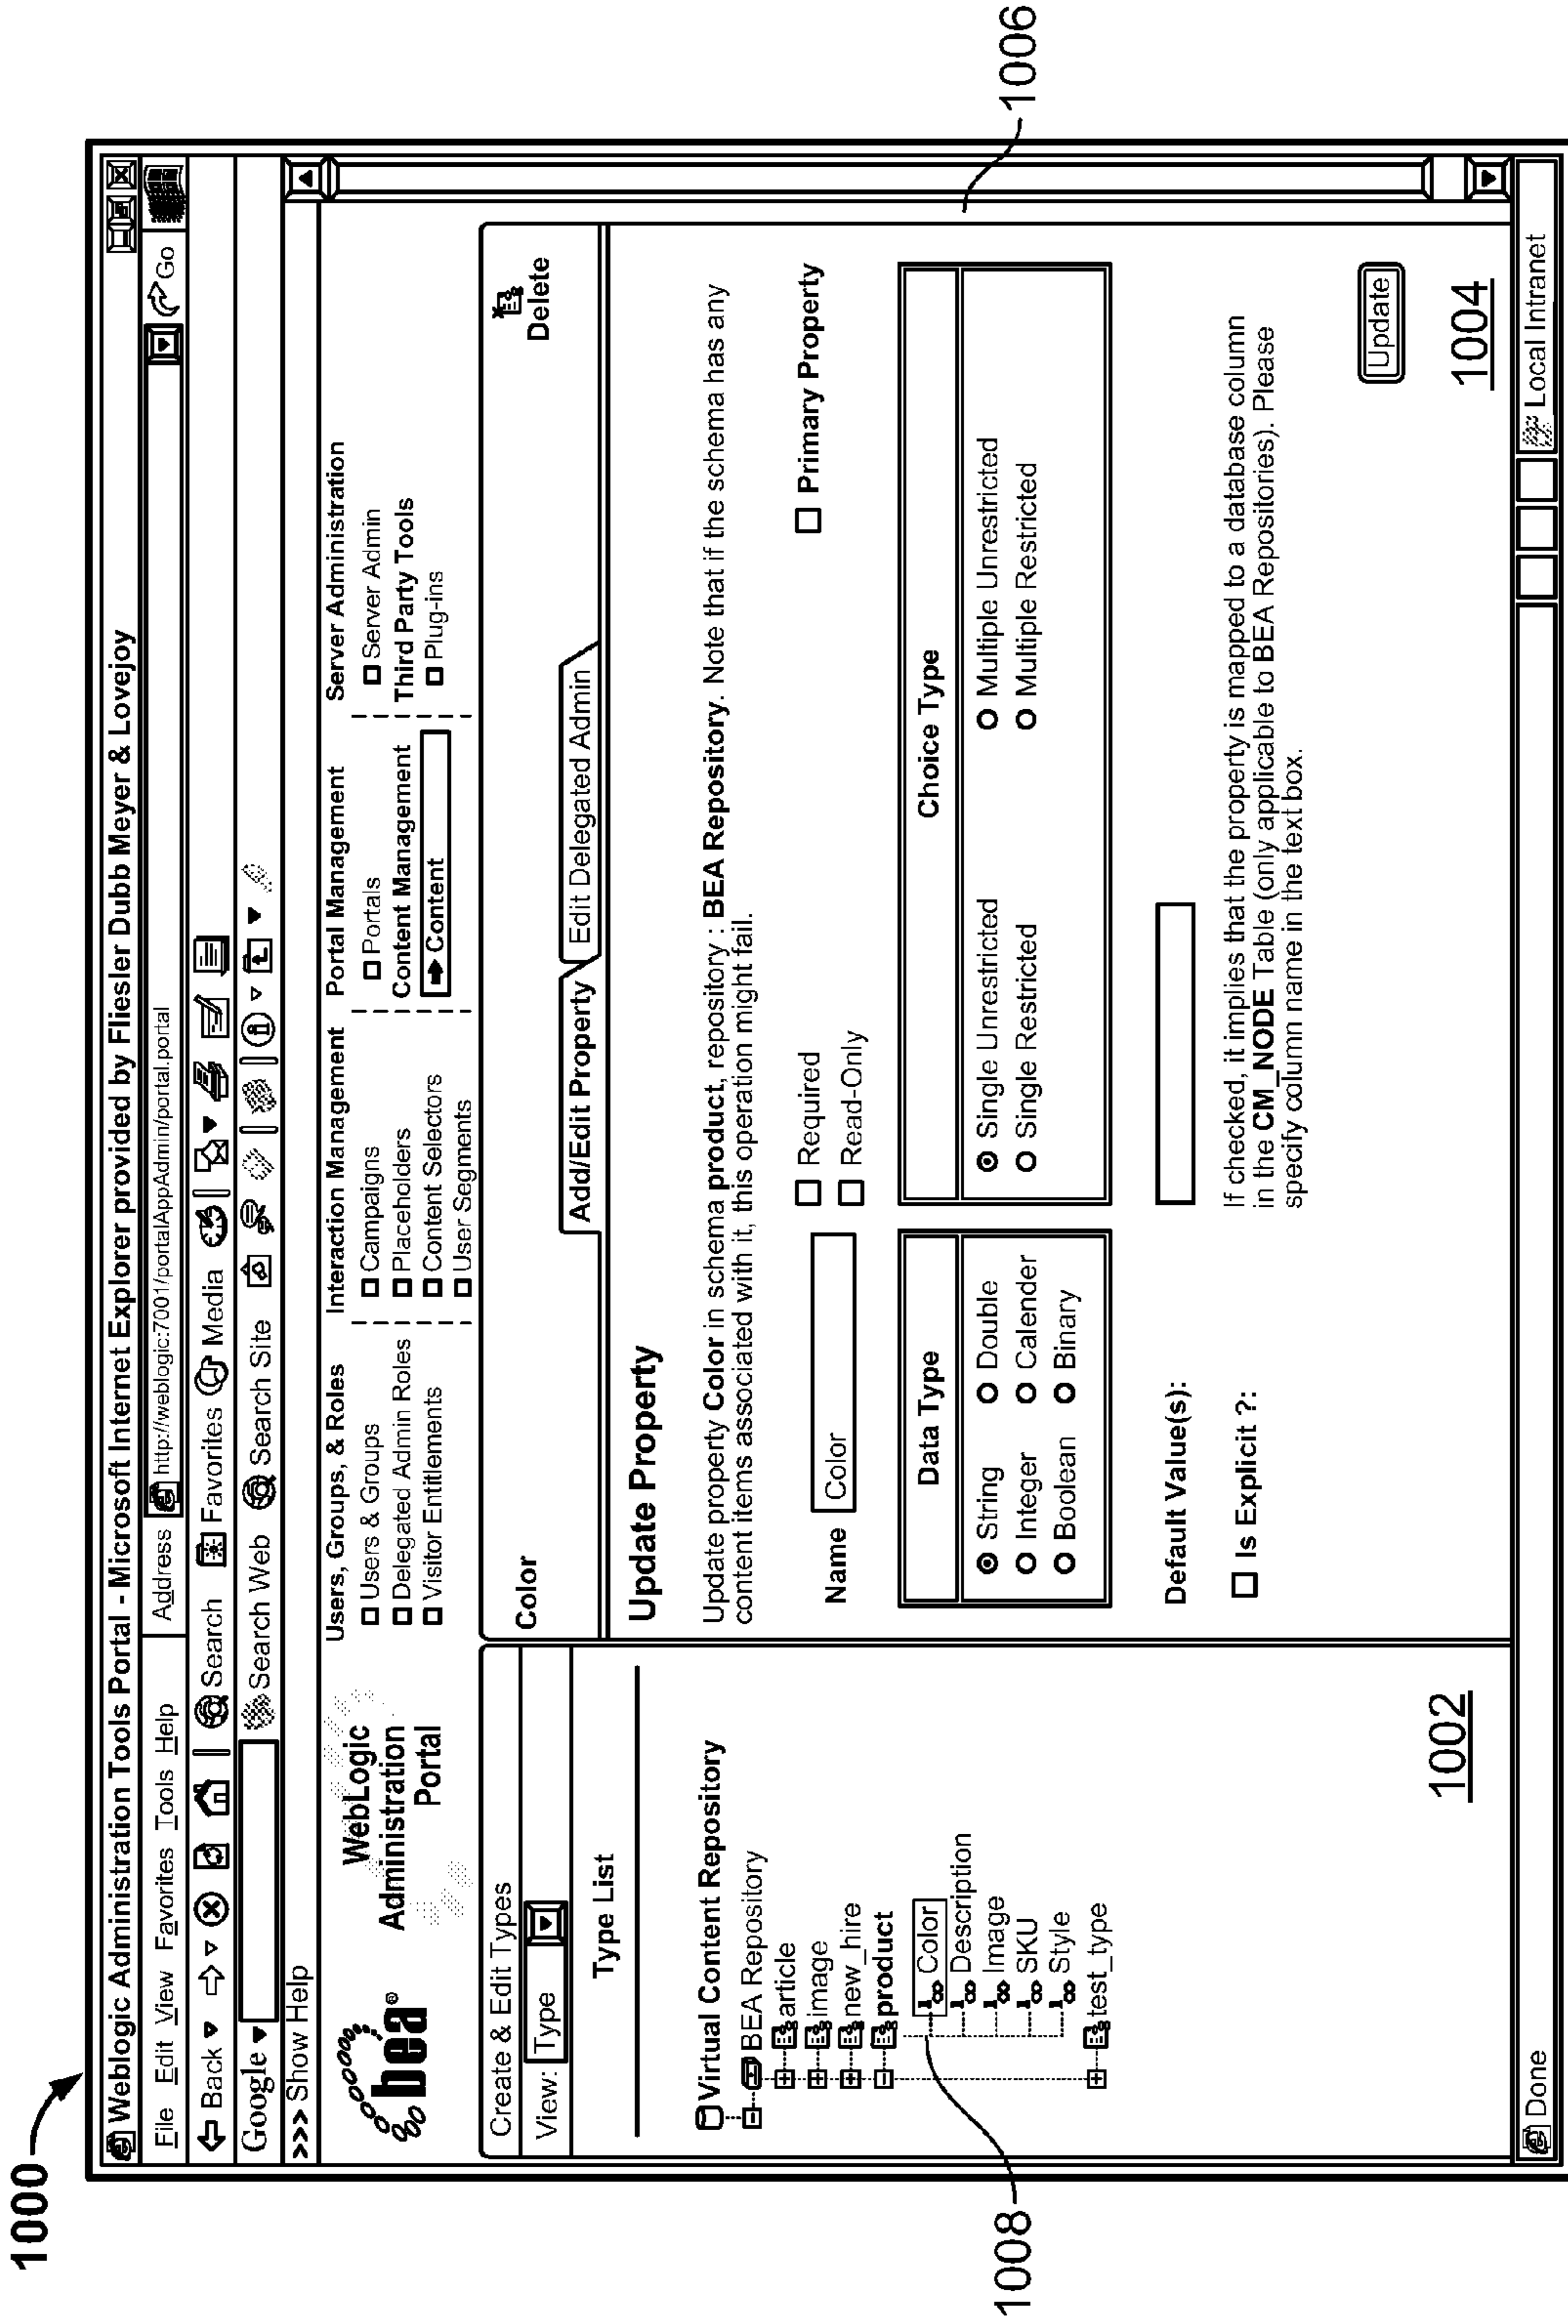 1000
Weblogic Administration Tools Portal - Microsoft Internet Explorer provided by Fliesler Dubb Meyer & Lovejoy
File Edit View Favorites Tools Help
Address http://weblogic:7001/portalAppAdmin/portal.portal
Go
Back
Search
Favorites
Media
Google
Search Web
Search Site
>>> Show Help
bea®
WebLogic
Administration
Portal
Users, Groups, & Roles
Users & Groups
Delegated Admin Roles
Visitor Entitlements
Interaction Management
Campaigns
Placeholders
Content Selectors
User Segments
Portal Management
Portals
Content Management
Content
Server Administration
Server Admin
Third Party Tools
Plug-ins
Create & Edit Types
View: Type
Type List
Virtual Content Repository
BEA Repository
article
image
new_hire
product
Color
Description
Image
SKU
Style
test_type
1008
1002
Color
Delete
Add/Edit Property
Edit Delegated Admin
Update Property
Update property Color in schema product, repository : BEA Repository. Note that if the schema has any
content items associated with it, this operation might fail.
Name Color
Required
Read-Only
Primary Property
Data Type
String
Double
Integer
Calender
Boolean
Binary
Choice Type
Single Unrestricted
Multiple Unrestricted
Single Restricted
Multiple Restricted
Default Value(s):
Is Explicit ?:
If checked, it implies that the property is mapped to a database column
in the CM_NODE Table (only applicable to BEA Repositories). Please
specify column name in the text box.
Update
1004
1006
Done
Local Intranet